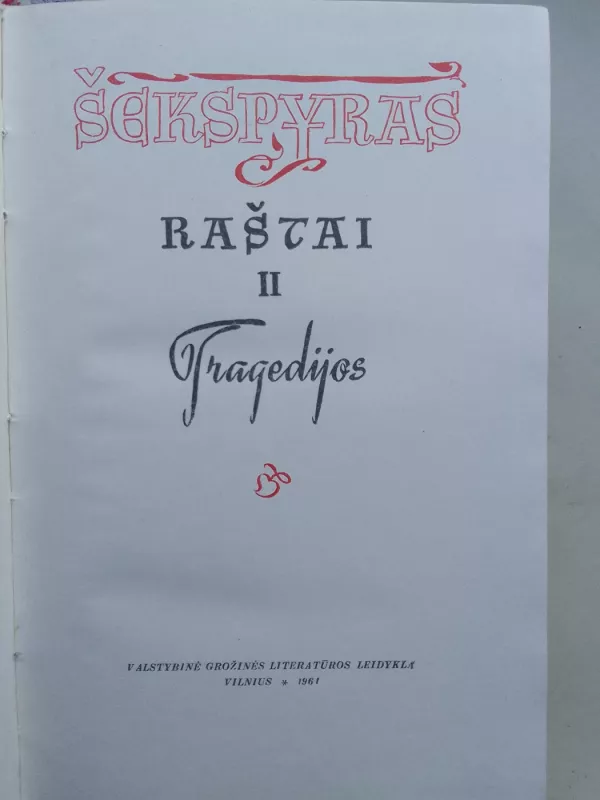 ŠEKSPYRAS
RAŠTAI
II
Tragedijos
VALSTYBINĖ GROŽINĖS LITERATŪROS LEIDYKLA
VILNIUS * 1961